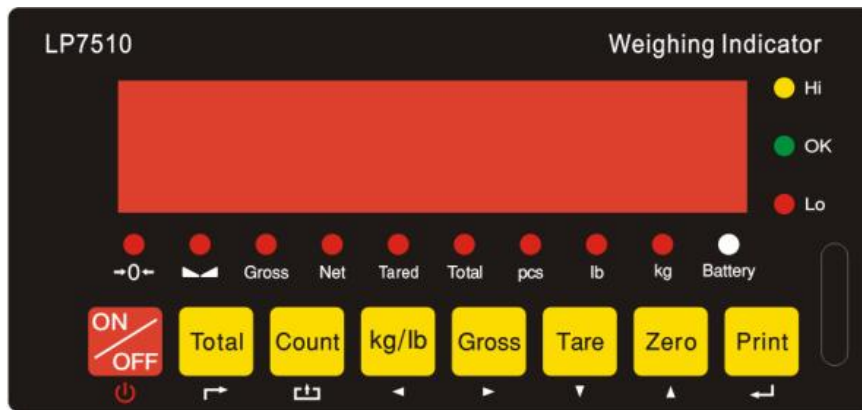 LP7510 Weighing Indicator
Hi
OK
Lo
→0← Gross Net Tared Total pcs lb kg Battery
ON/OFF Total Count kg/lb Gross Tare Zero Print